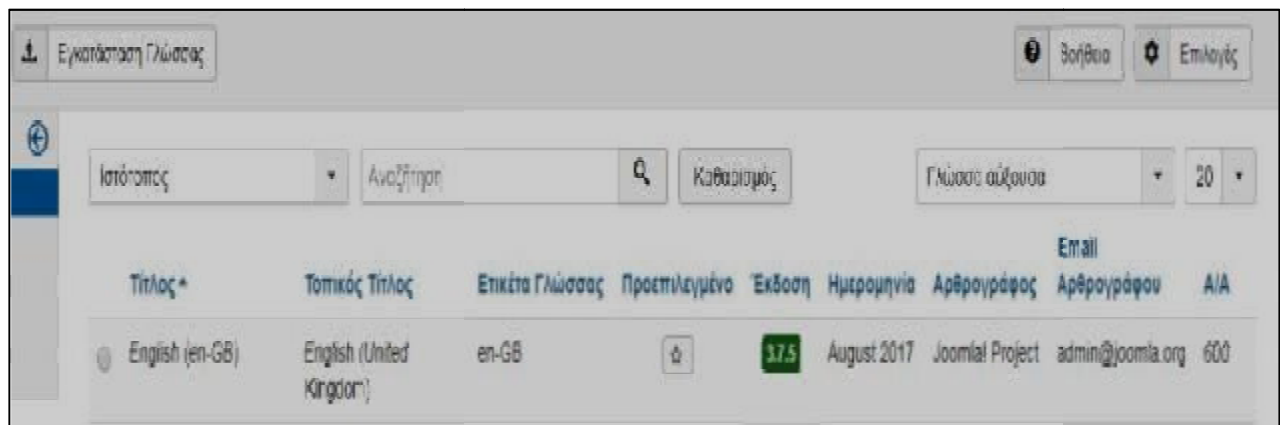 Εγκατάσταση Γλώσσας Βοήθεια Επιλογές
Ιστότοπος Αναζήτηση Καθαρισμός Γλώσσα αύξουσα 20
Τίτλος Τοπικός Τίτλος Ετικέτα Γλώσσας Προεπιλεγμένο Έκδοση Ημερομηνία Αρθρογράφος Email Αρθρογράφου Α/Α
English (en-GB) English (United Kingdom) en-GB 3.7.5 August 2017 Joomla! Project admin@joomla.org 600